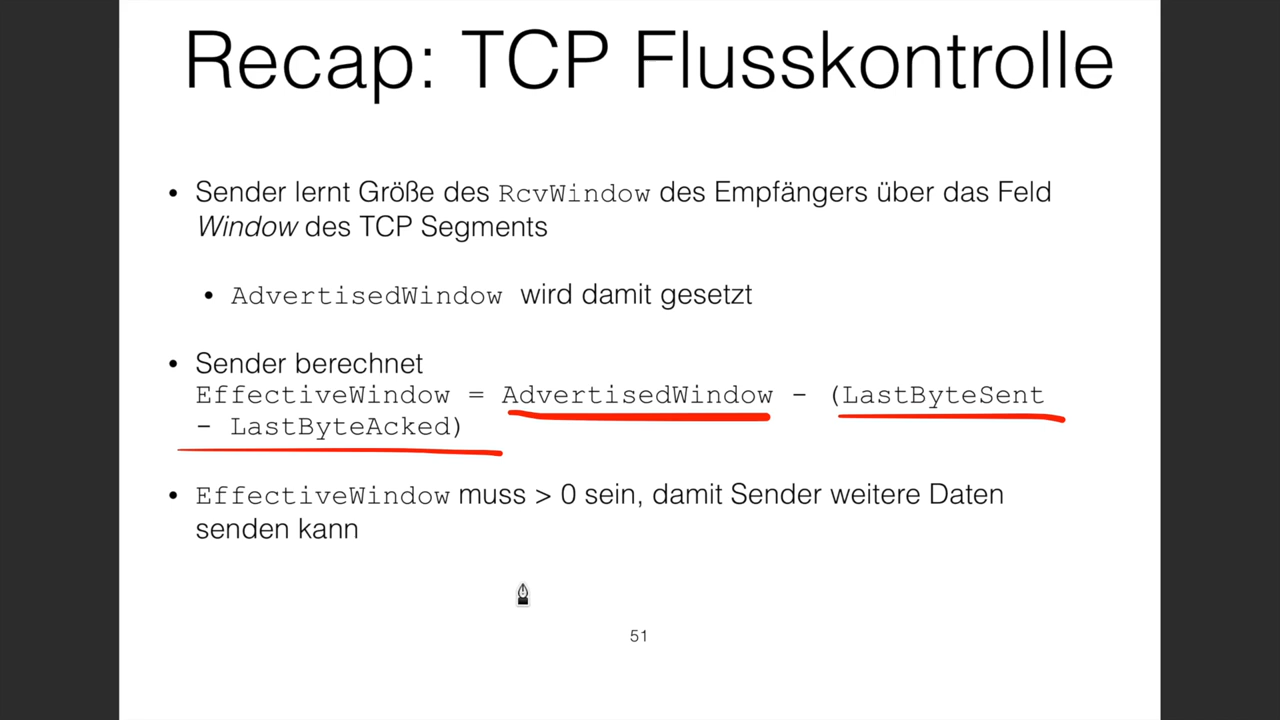 Recap: TCP Flusskontrolle
• Sender lernt Größe des RcvWindow des Empfängers über das Feld
Window des TCP Segments
• AdvertisedWindow wird damit gesetzt
• Sender berechnet
EffectiveWindow = AdvertisedWindow - (LastByteSent
- LastByteAcked)
• EffectiveWindow muss > 0 sein, damit Sender weitere Daten
senden kann
51